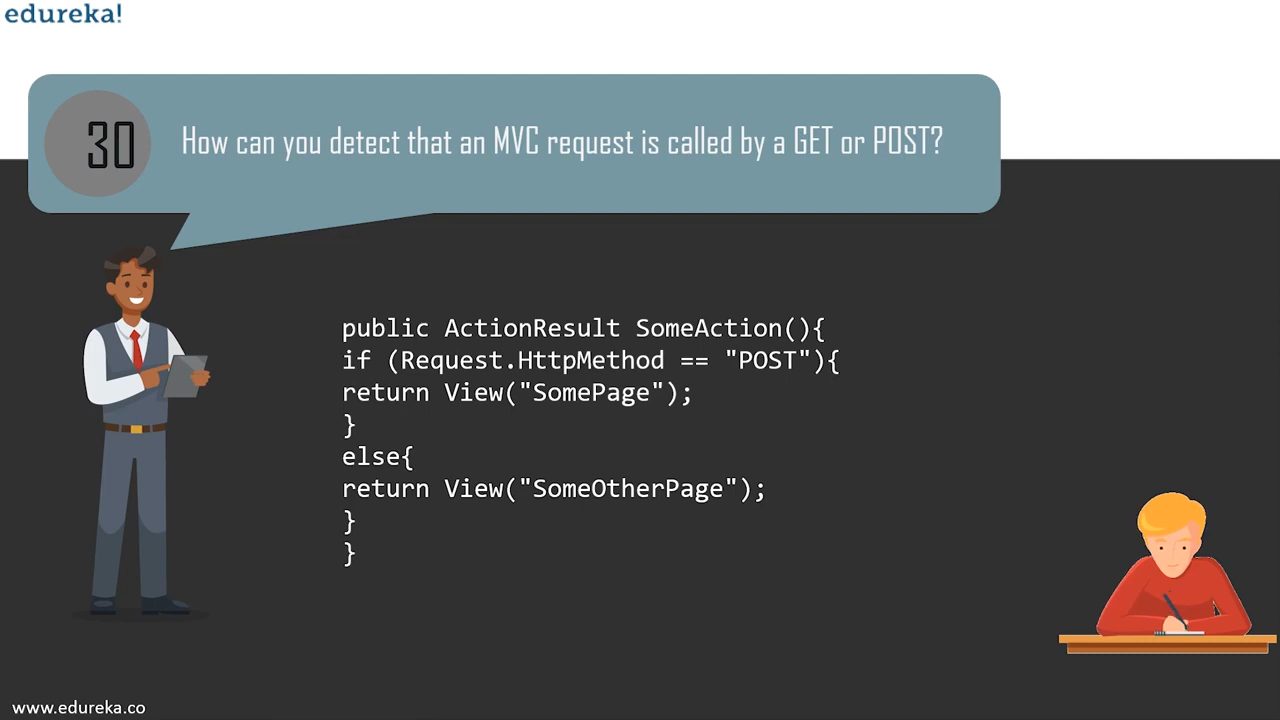 edureka!
30
How can you detect that an MVC request is called by a GET or POST?
public ActionResult SomeAction(){
if (Request.HttpMethod == "POST"){
return View("SomePage");
}
else{
return View("SomeOtherPage");
}
}
www.edureka.co